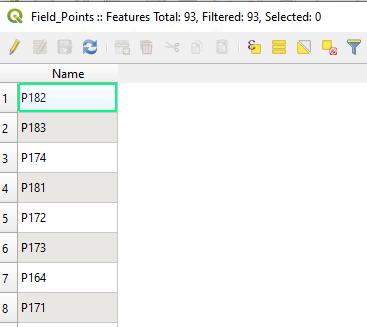 Field_Points :: Features Total: 93, Filtered: 93, Selected: 0
Name
1 P182
2 P183
3 P174
4 P181
5 P172
6 P173
7 P164
8 P171